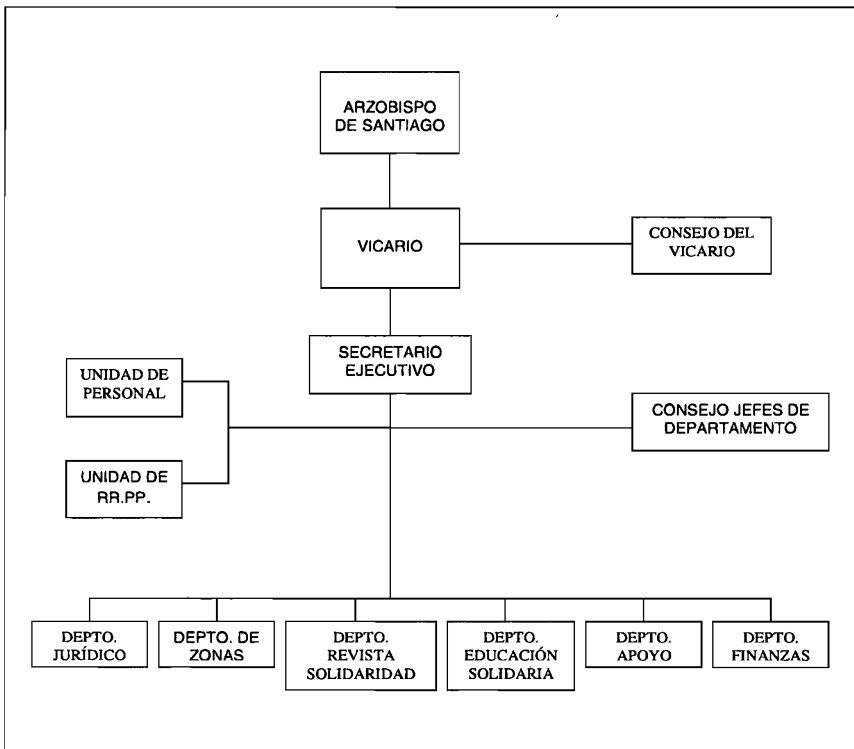 ARZOBISPO
DE SANTIAGO
VICARIO
CONSEJO DEL
VICARIO
SECRETARIO
EJECUTIVO
UNIDAD DE
PERSONAL
CONSEJO JEFES DE
DEPARTAMENTO
UNIDAD DE
RR.PP.
DEPTO.
JURÍDICO
DEPTO. DE
ZONAS
DEPTO.
REVISTA
SOLIDARIDAD
DEPTO.
EDUCACIÓN
SOLIDARIA
DEPTO.
APOYO
DEPTO.
FINANZAS